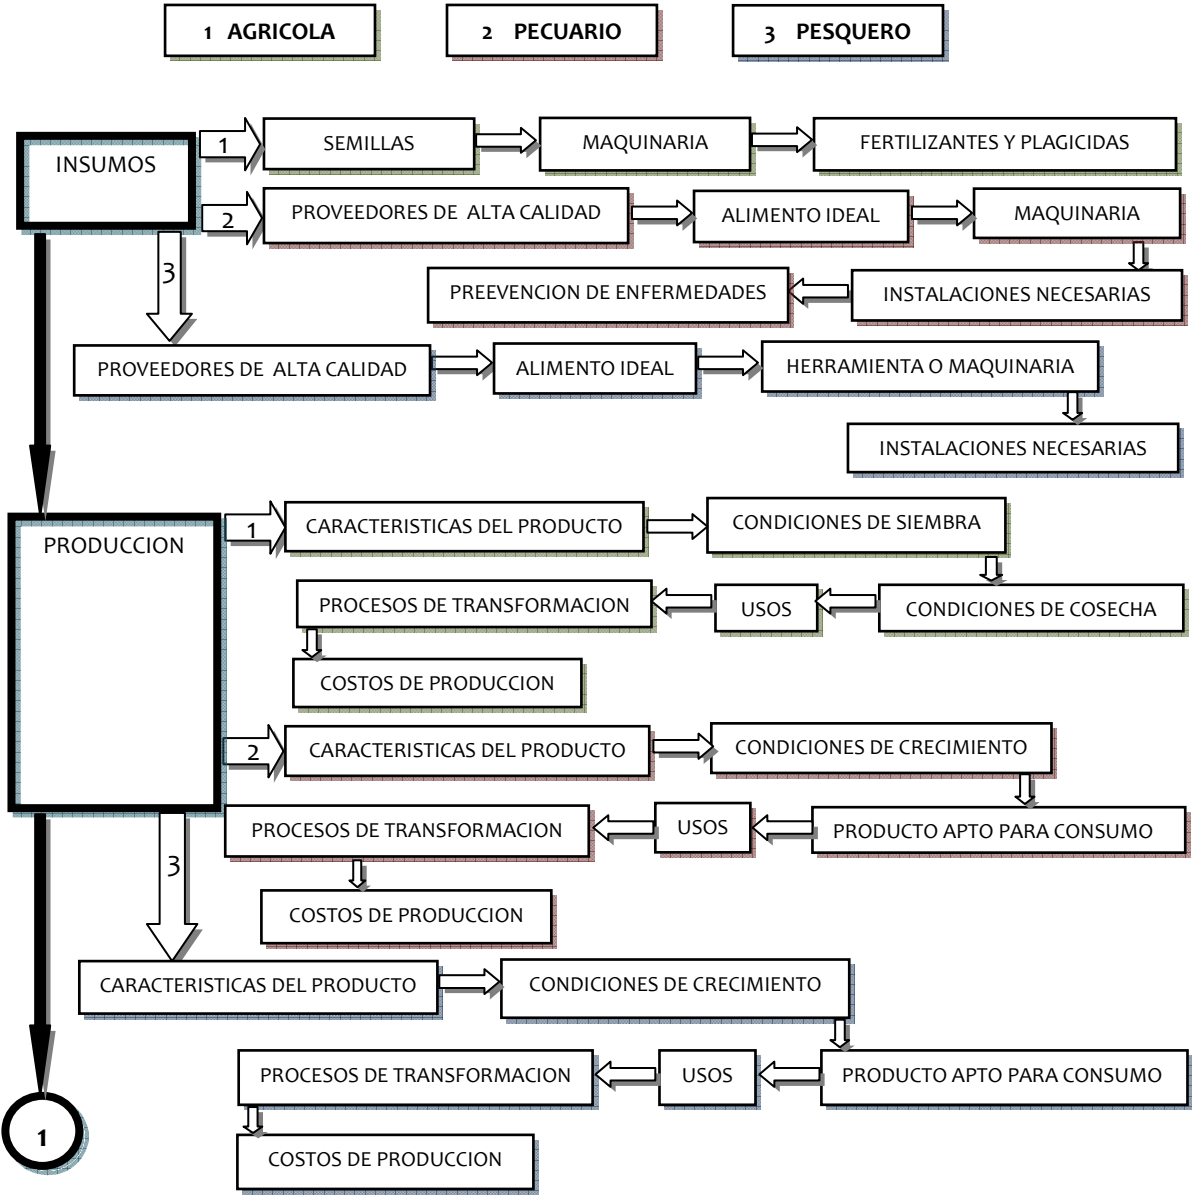 1 AGRICOLA
2 PECUARIO
3 PESQUERO
INSUMOS
1
SEMILLAS
MAQUINARIA
FERTILIZANTES Y PLAGICIDAS
2
PROVEEDORES DE ALTA CALIDAD
ALIMENTO IDEAL
MAQUINARIA
INSTALACIONES NECESARIAS
PREEVENCION DE ENFERMEDADES
3
PROVEEDORES DE ALTA CALIDAD
ALIMENTO IDEAL
HERRAMIENTA O MAQUINARIA
INSTALACIONES NECESARIAS
PRODUCCION
1
CARACTERISTICAS DEL PRODUCTO
CONDICIONES DE SIEMBRA
CONDICIONES DE COSECHA
USOS
PROCESOS DE TRANSFORMACION
COSTOS DE PRODUCCION
2
CARACTERISTICAS DEL PRODUCTO
CONDICIONES DE CRECIMIENTO
PRODUCTO APTO PARA CONSUMO
USOS
PROCESOS DE TRANSFORMACION
COSTOS DE PRODUCCION
3
CARACTERISTICAS DEL PRODUCTO
CONDICIONES DE CRECIMIENTO
PRODUCTO APTO PARA CONSUMO
USOS
PROCESOS DE TRANSFORMACION
COSTOS DE PRODUCCION
1